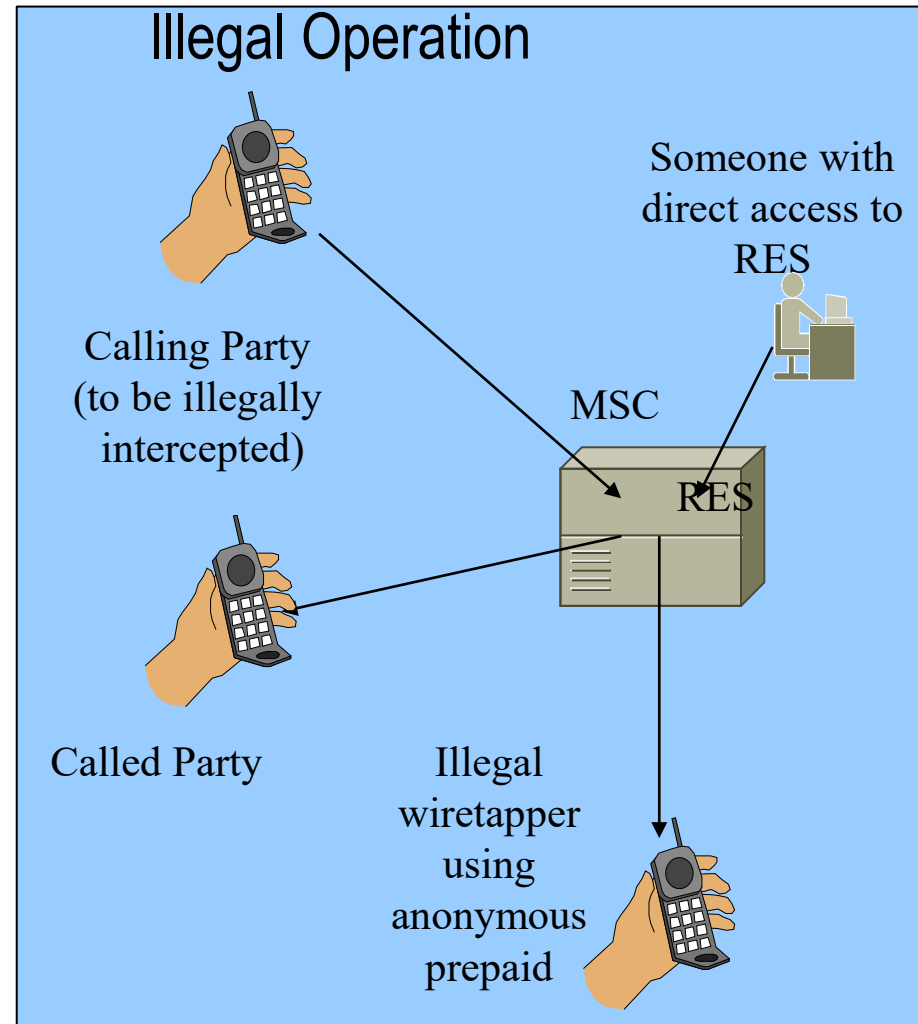 Illegal Operation
Someone with
direct access to
RES
Calling Party
(to be illegally
intercepted)
MSC
RES
Called Party
Illegal
wiretapper
using
anonymous
prepaid